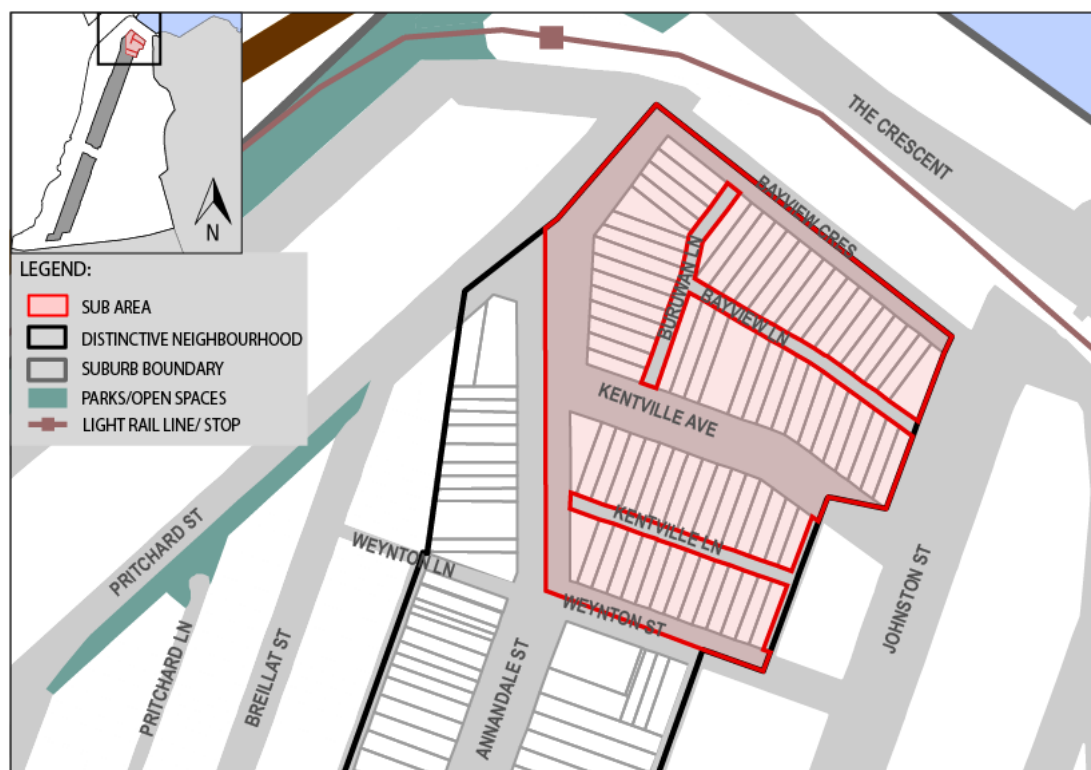 N
LEGEND:
SUB AREA
DISTINCTIVE NEIGHBOURHOOD
SUBURB BOUNDARY
PARKS/OPEN SPACES
LIGHT RAIL LINE/ STOP
THE CRESCENT
BAYVIEW CRES
BURUWAN LN
BAYVIEW LN
KENTVILLE AVE
KENTVILLE LN
WEYNTON ST
WEYNTON LN
PRITCHARD ST
PRITCHARD LN
BREILLAT ST
ANNANDALE ST
JOHNSTON ST